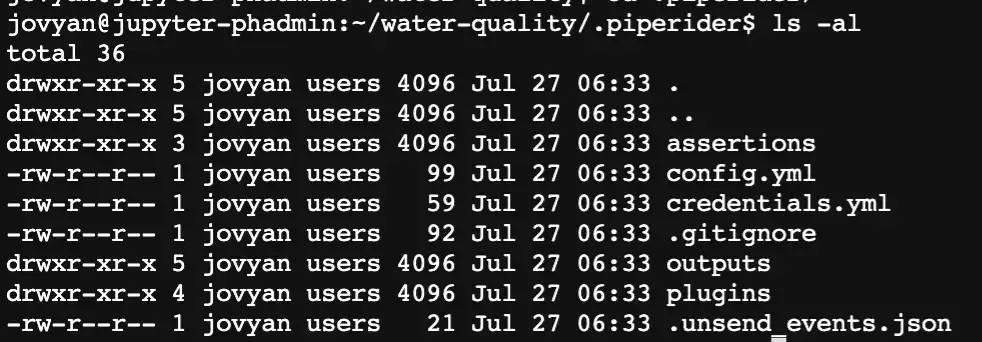 jovyan@jupyter-phadmin:~/water-quality/.piperider$ ls -al
total 36
drwxr-xr-x 5 jovyan users 4096 Jul 27 06:33 .
drwxr-xr-x 5 jovyan users 4096 Jul 27 06:33 ..
drwxr-xr-x 3 jovyan users 4096 Jul 27 06:33 assertions
-rw-r--r-- 1 jovyan users   99 Jul 27 06:33 config.yml
-rw-r--r-- 1 jovyan users   59 Jul 27 06:33 credentials.yml
-rw-r--r-- 1 jovyan users   92 Jul 27 06:33 .gitignore
drwxr-xr-x 5 jovyan users 4096 Jul 27 06:33 outputs
drwxr-xr-x 4 jovyan users 4096 Jul 27 06:33 plugins
-rw-r--r-- 1 jovyan users   21 Jul 27 06:33 .unsend_events.json